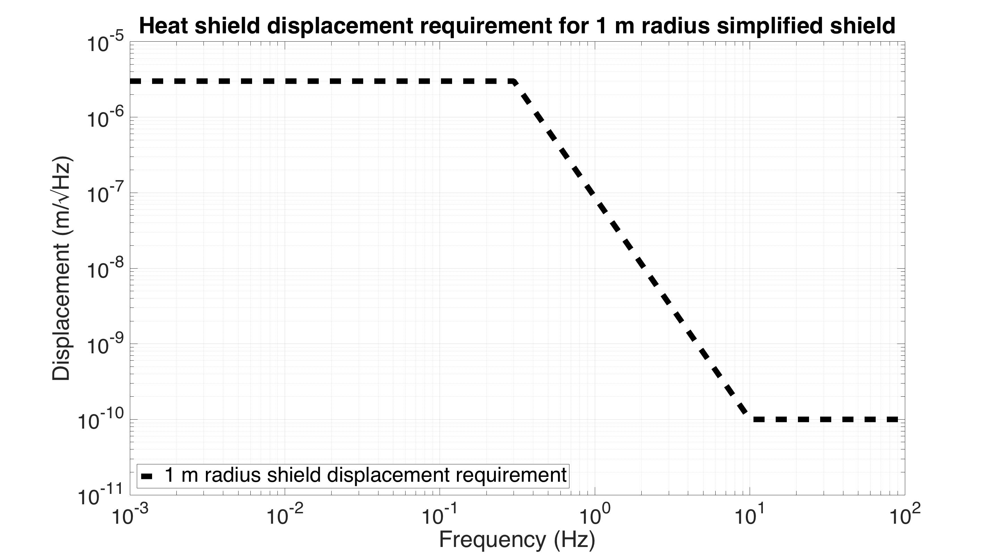 Heat shield displacement requirement for 1 m radius simplified shield
Displacement (m/√Hz)
10^-5
10^-6
10^-7
10^-8
10^-9
10^-10
10^-11
1 m radius shield displacement requirement
10^-3 10^-2 10^-1 10^0 10^1 10^2
Frequency (Hz)